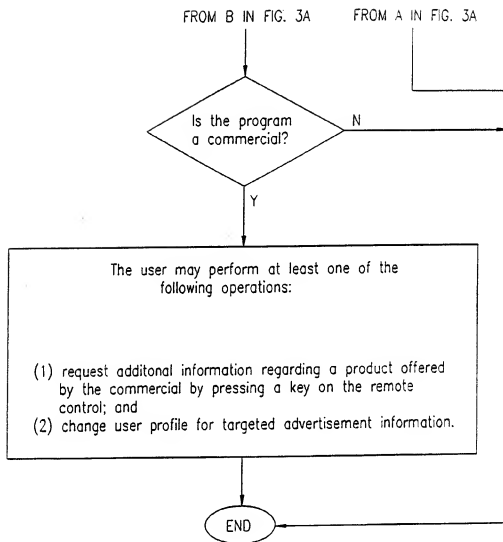 FROM B IN FIG. 3A
FROM A IN FIG. 3A
Is the program
a commercial?
N
Y
The user may perform at least one of the
following operations:
(1) request additonal information regarding a product offered
by the commercial by pressing a key on the remote
control; and
(2) change user profile for targeted advertisement information.
END